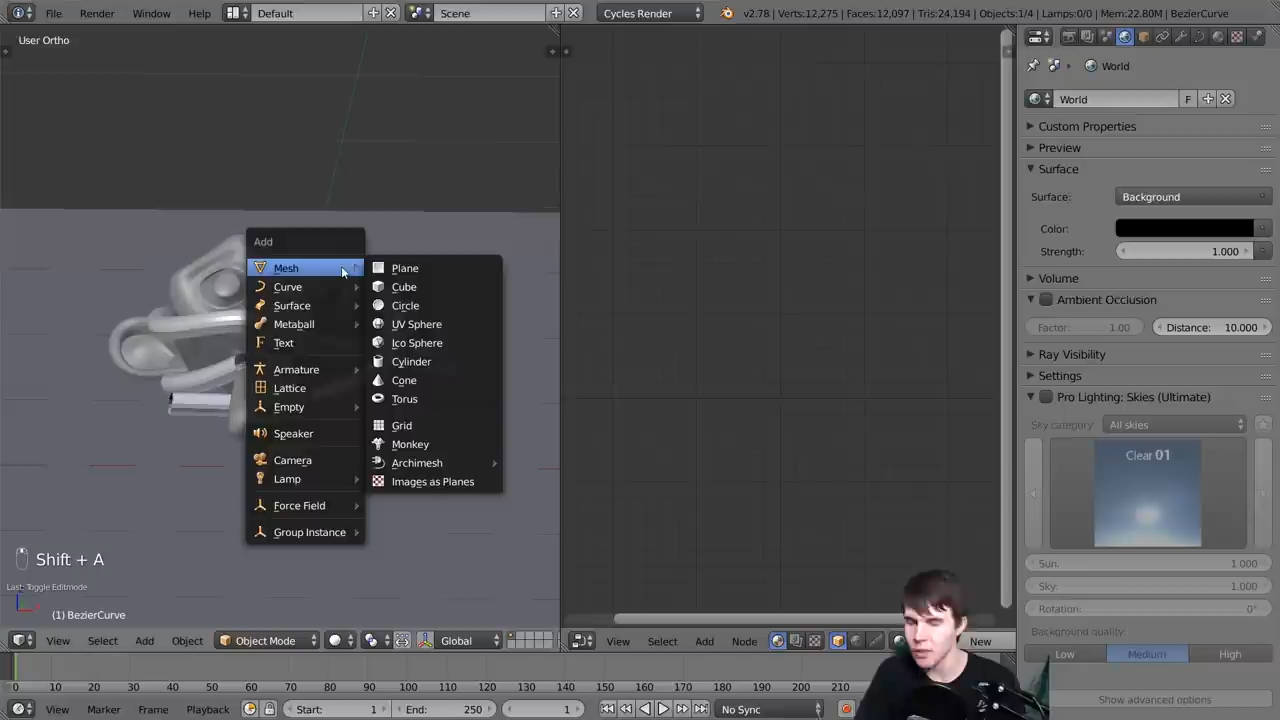 File Render Window Help Default Scene Cycles Render v2.78 | Verts:12,275 | Faces:12,097 | Tris:24,194 | Objects:1/4 | Lamps:0/0 | Mem:22.80M | BezierCurve
User Ortho
World
World F
Custom Properties
Preview
Surface
Surface: Background
Color:
Strength: 1.000
Volume
Ambient Occlusion
Factor: 1.00 Distance: 10.000
Ray Visibility
Settings
Pro Lighting: Skies (Ultimate)
Sky category: All skies
Clear 01
Sun: 1.000
Sky: 1.000
Rotation: 0°
Background quality:
Low Medium High
Show advanced options
Add
Mesh
Curve
Surface
Metaball
Text
Armature
Lattice
Empty
Speaker
Camera
Lamp
Force Field
Group Instance
Plane
Cube
Circle
UV Sphere
Ico Sphere
Cylinder
Cone
Torus
Grid
Monkey
Archimesh
Images as Planes
Shift + A
Last: Toggle Editmode
(1) BezierCurve
View Select Add Object Object Mode Global
View Select Add Node New
0 10 20 30 40 50 60 70 80 90 100 110 120 130 140 150 160 170 180 190 200 210
View Marker Frame Playback Start: 1 End: 250 1 No Sync